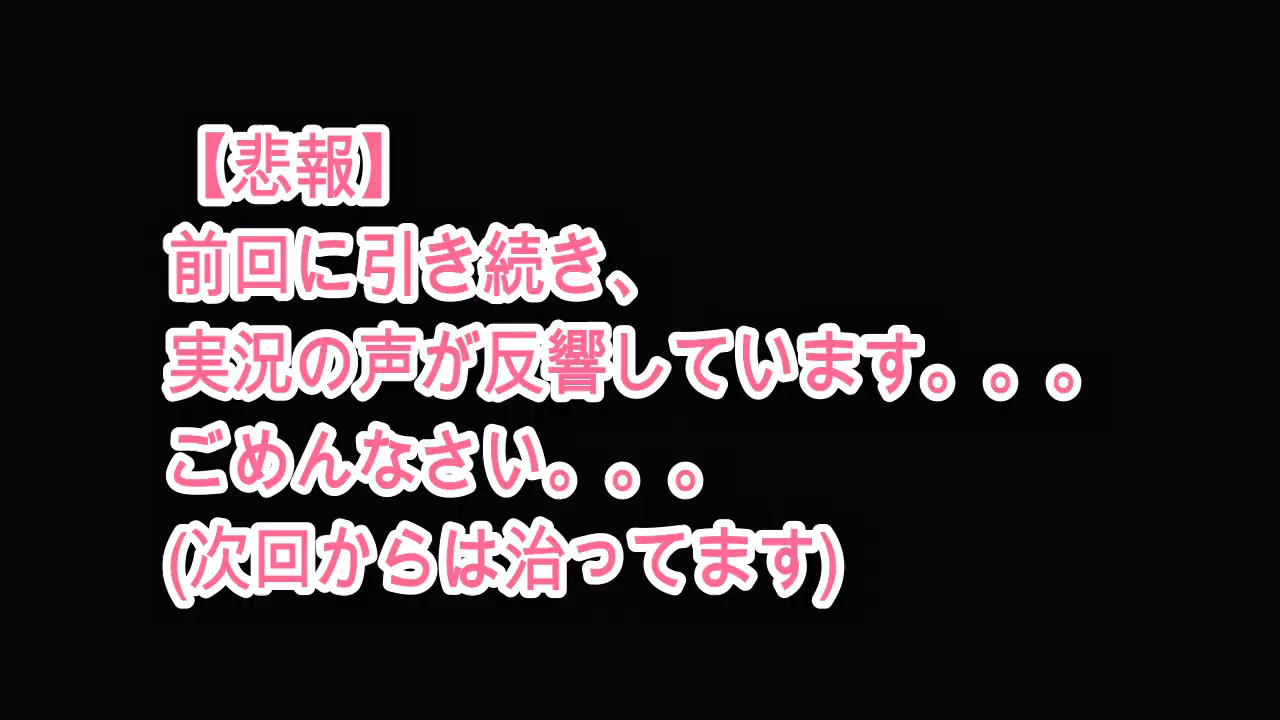 【悲報】
前回に引き続き、
実況の声が反響しています。。。
ごめんなさい。。。
(次回からは治ってます)